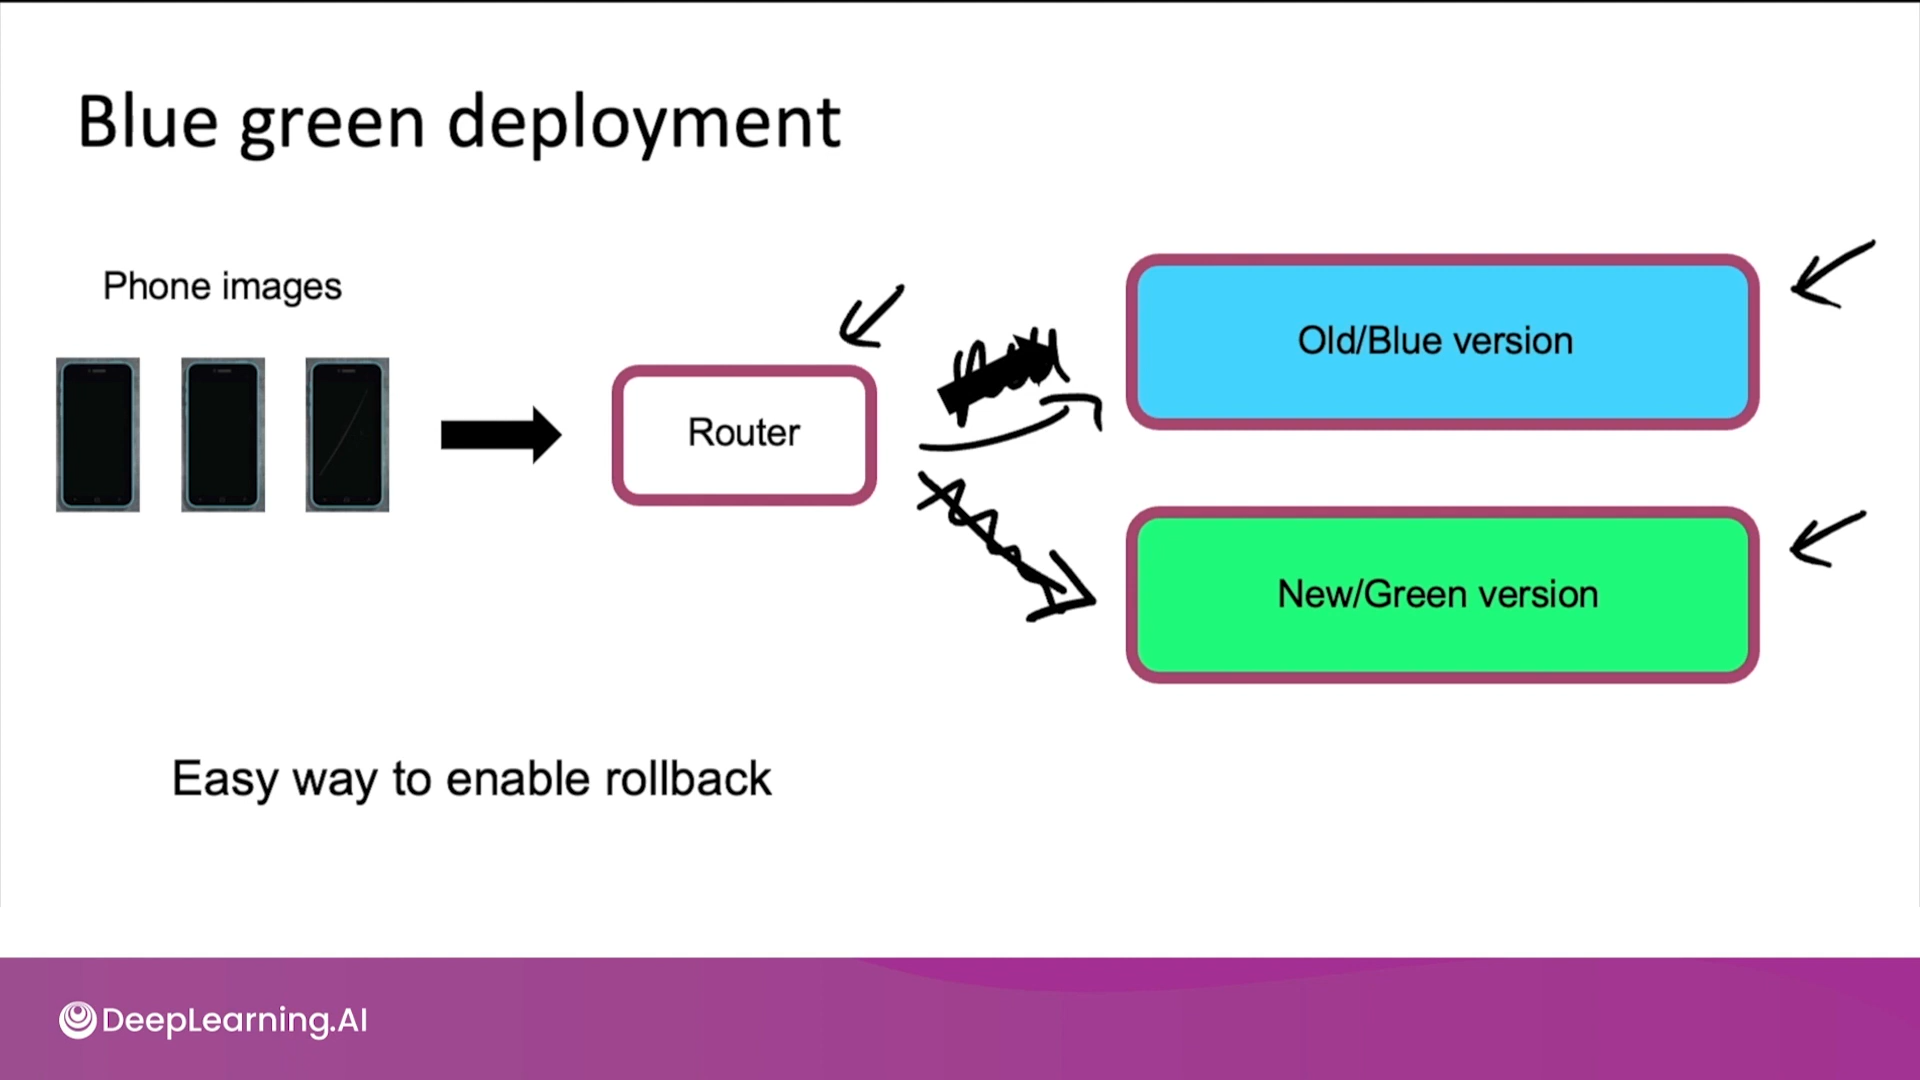 Blue green deployment
Phone images
Router
Old/Blue version
New/Green version
Easy way to enable rollback
DeepLearning.AI